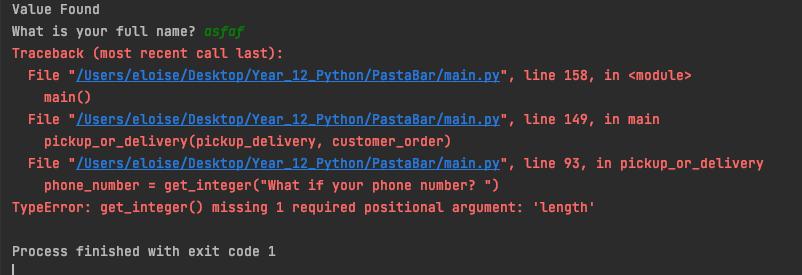 Value Found
What is your full name? asfaf
Traceback (most recent call last):
  File "/Users/eloise/Desktop/Year_12_Python/PastaBar/main.py", line 158, in <module>
    main()
  File "/Users/eloise/Desktop/Year_12_Python/PastaBar/main.py", line 149, in main
    pickup_or_delivery(pickup_delivery, customer_order)
  File "/Users/eloise/Desktop/Year_12_Python/PastaBar/main.py", line 93, in pickup_or_delivery
    phone_number = get_integer("What if your phone number? ")
TypeError: get_integer() missing 1 required positional argument: 'length'

Process finished with exit code 1